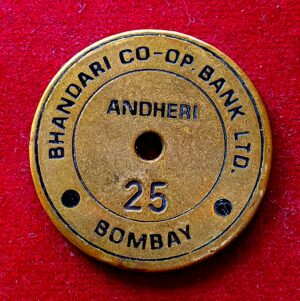 BHANDARI CO-OP. BANK LTD.
ANDHERI
25
BOMBAY